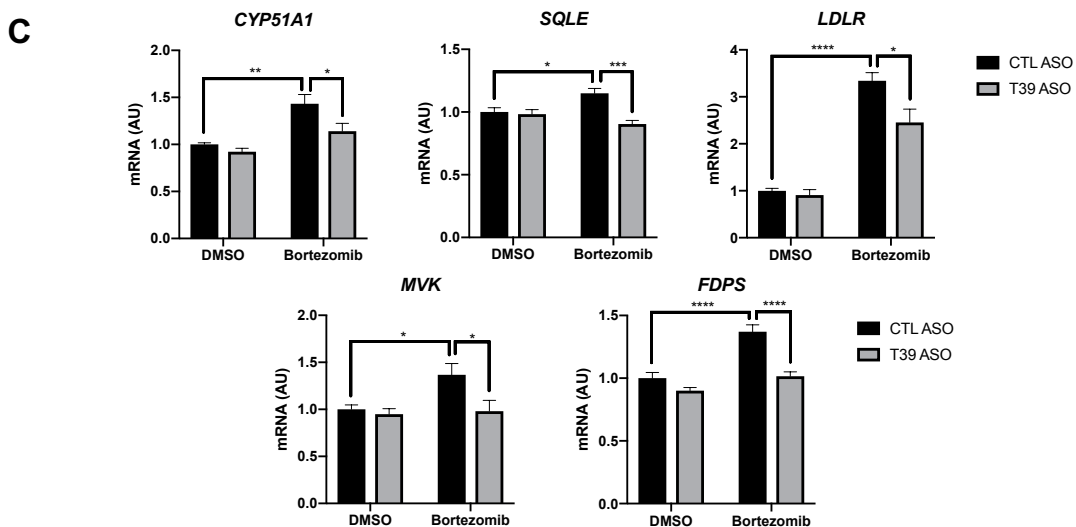 C
CYP51A1
mRNA (AU)
2.0
1.5
1.0
0.5
0.0
**
*
DMSO
Bortezomib
SQLE
mRNA (AU)
1.5
1.0
0.5
0.0
*
***
DMSO
Bortezomib
LDLR
mRNA (AU)
4
3
2
1
0
****
*
DMSO
Bortezomib
CTL ASO
T39 ASO
MVK
mRNA (AU)
2.0
1.5
1.0
0.5
0.0
*
*
DMSO
Bortezomib
FDPS
mRNA (AU)
1.5
1.0
0.5
0.0
****
****
DMSO
Bortezomib
CTL ASO
T39 ASO